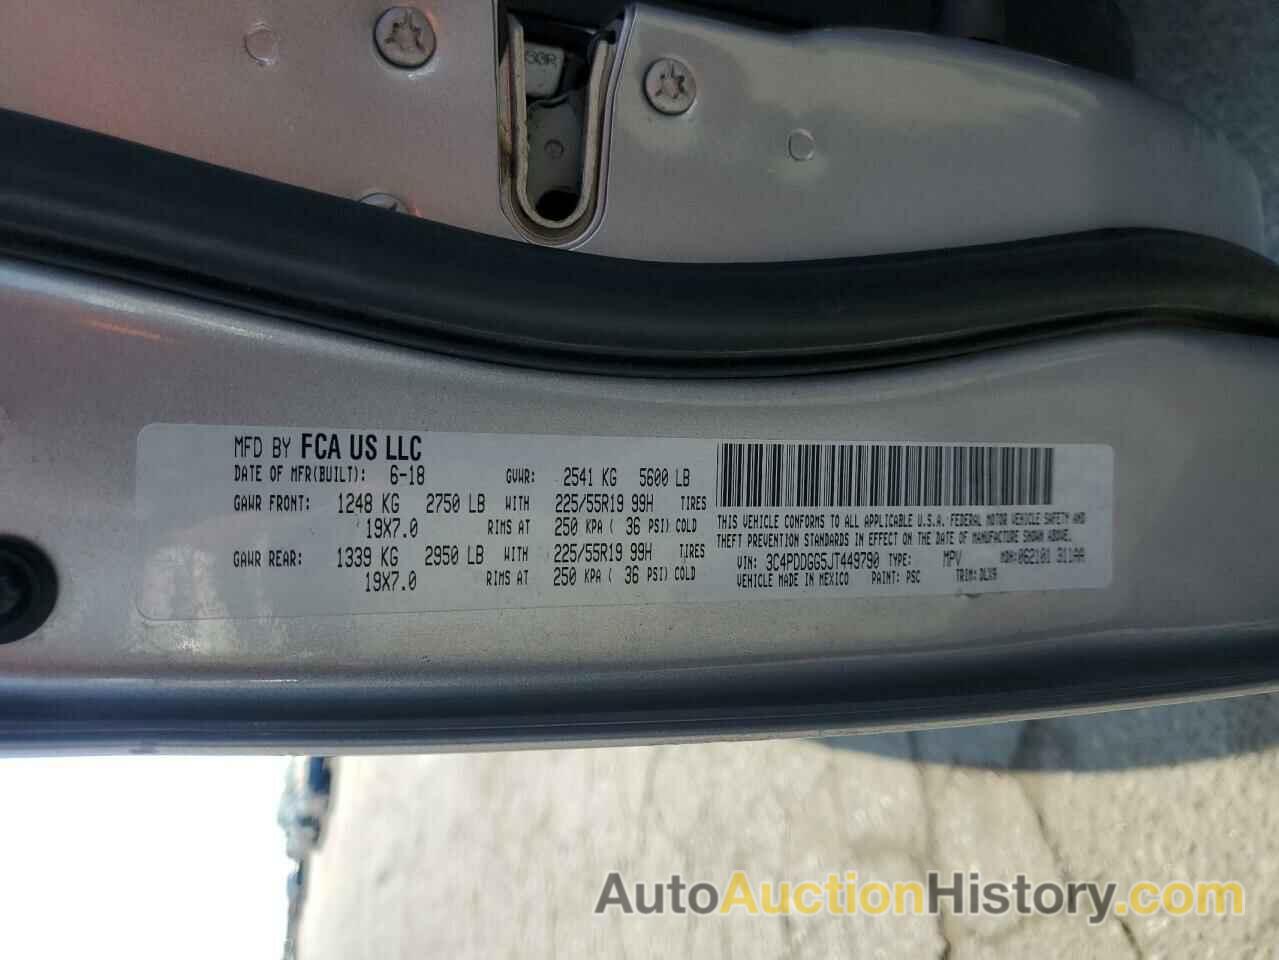 MFD BY FCA US LLC
DATE OF MFR(BUILT): 6-18 GVWR: 2541 KG 5600 LB
GAWR FRONT: 1248 KG 2750 LB WITH 225/55R19 99H TIRES
19X7.0 RIMS AT 250 KPA ( 36 PSI) COLD
GAWR REAR: 1339 KG 2950 LB WITH 225/55R19 99H TIRES
19X7.0 RIMS AT 250 KPA ( 36 PSI) COLD
THIS VEHICLE CONFORMS TO ALL APPLICABLE U.S.A. FEDERAL MOTOR VEHICLE SAFETY AND
THEFT PREVENTION STANDARDS IN EFFECT ON THE DATE OF MANUFACTURE SHOWN ABOVE.
VIN: 3C4PDDGG5JT449790 TYPE: MPV MDH: 062101 311AA
VEHICLE MADE IN MEXICO PAINT: PSC TRIM: DLX9
AutoAuctionHistory.com